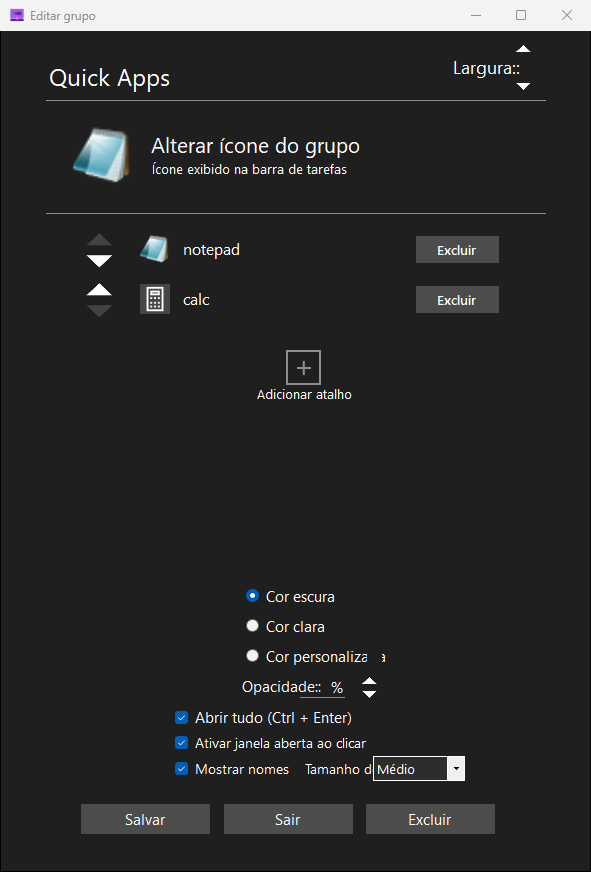 Editar grupo
Quick Apps
Largura::
Alterar ícone do grupo
Ícone exibido na barra de tarefas
notepad
Excluir
calc
Excluir
Adicionar atalho
Cor escura
Cor clara
Cor personaliza a
Opacidade:: %
Abrir tudo (Ctrl + Enter)
Ativar janela aberta ao clicar
Mostrar nomes Tamanho d Médio
Salvar Sair Excluir